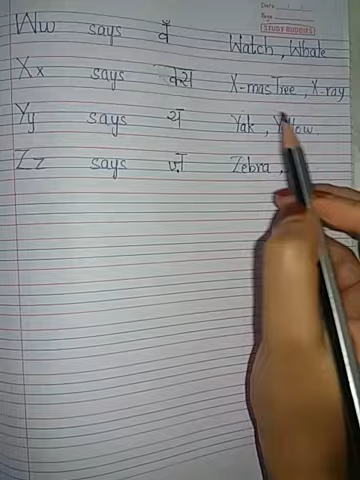 Date
Page
STUDY BUDDIES
Ww says वॅ Watch, Whale
Xx says क्स X-mas Tree, X-ray
Yy says य Yak, Yellow
Zz says ज़ Zebra,